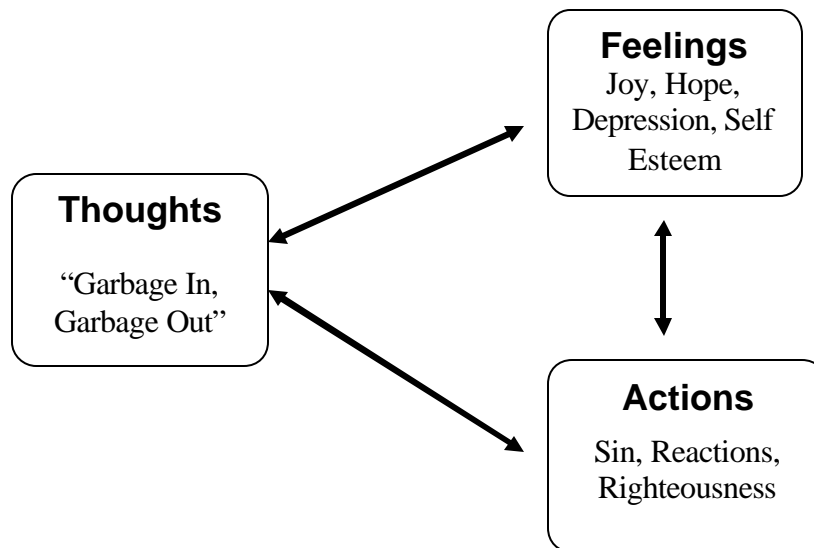 Feelings
Joy, Hope,
Depression, Self
Esteem
Thoughts
“Garbage In,
Garbage Out”
Actions
Sin, Reactions,
Righteousness